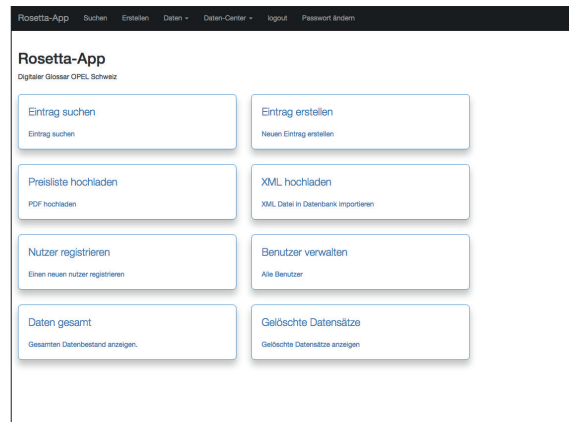 Rosetta-App Suchen Erstellen Daten Daten-Center logout Passwort ändern
Rosetta-App
Digitaler Glossar OPEL Schweiz
Eintrag suchen
Eintrag suchen
Eintrag erstellen
Neuen Eintrag erstellen
Preisliste hochladen
PDF hochladen
XML hochladen
XML Datei in Datenbank importieren
Nutzer registrieren
Einen neuen nutzer registrieren
Benutzer verwalten
Alle Benutzer
Daten gesamt
Gesamten Datenbestand anzeigen.
Gelöschte Datensätze
Gelöschte Datensätze anzeigen